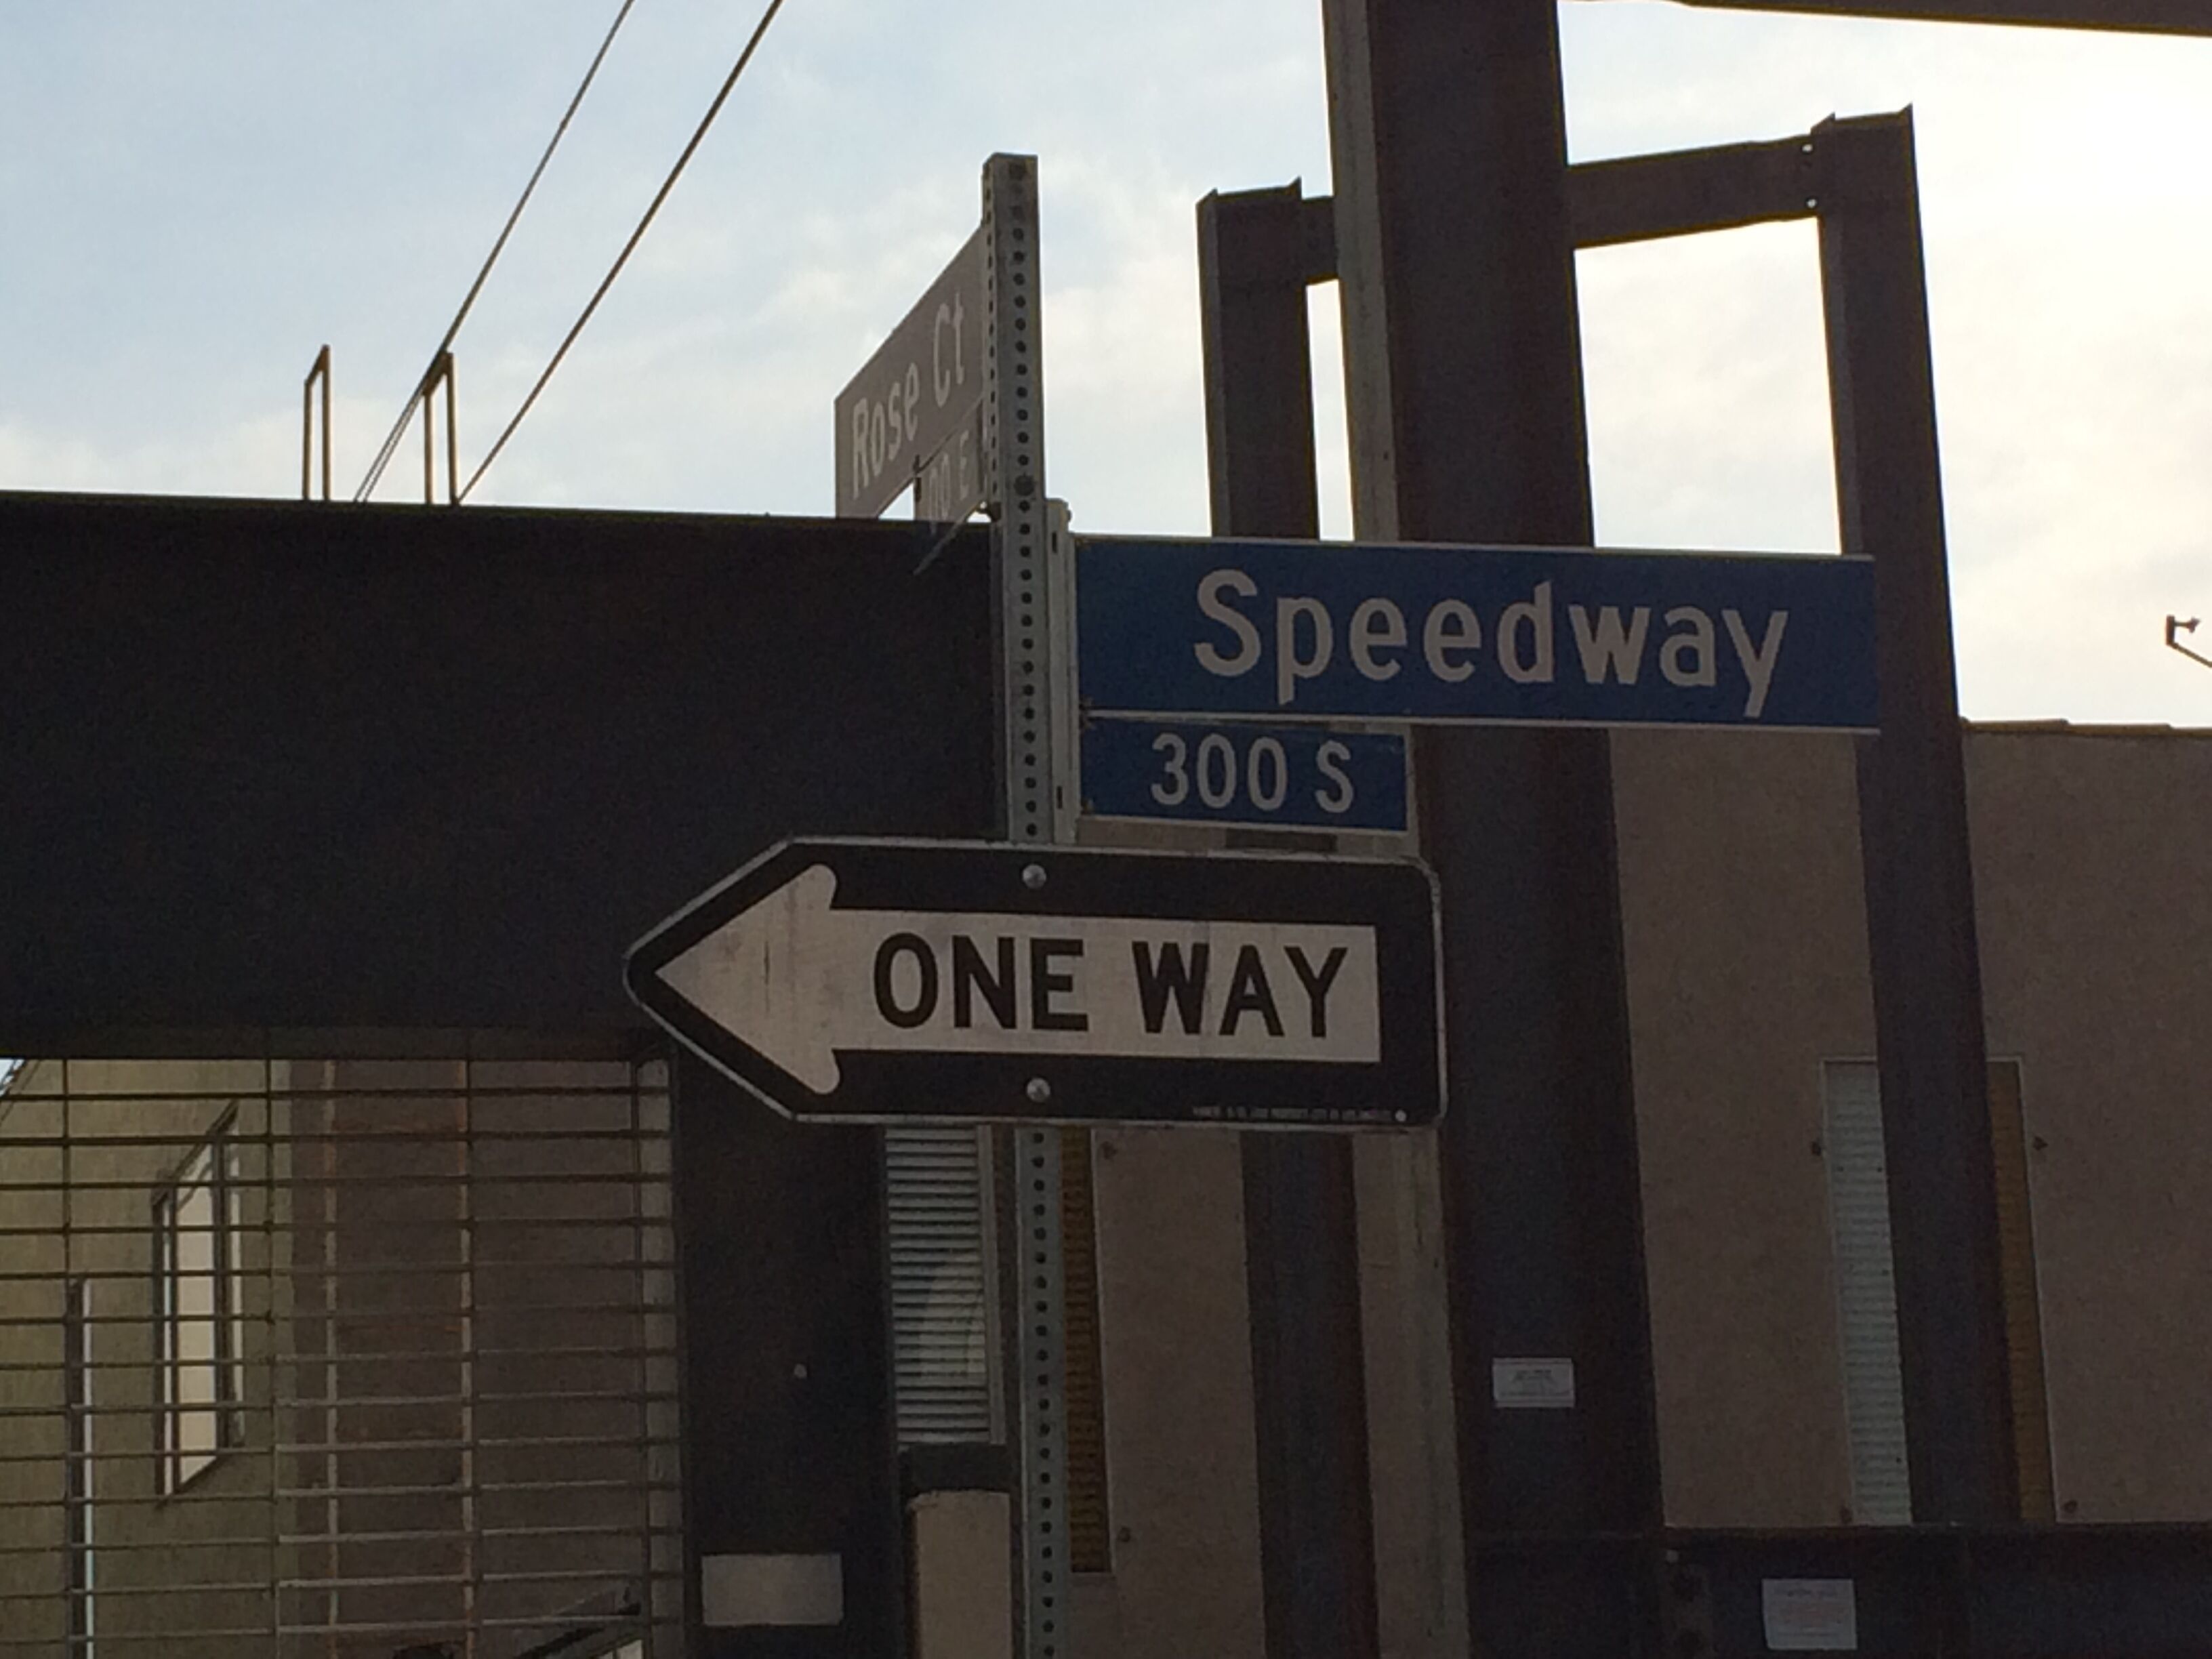 Rose Ct
Speedway
300 S
ONE WAY